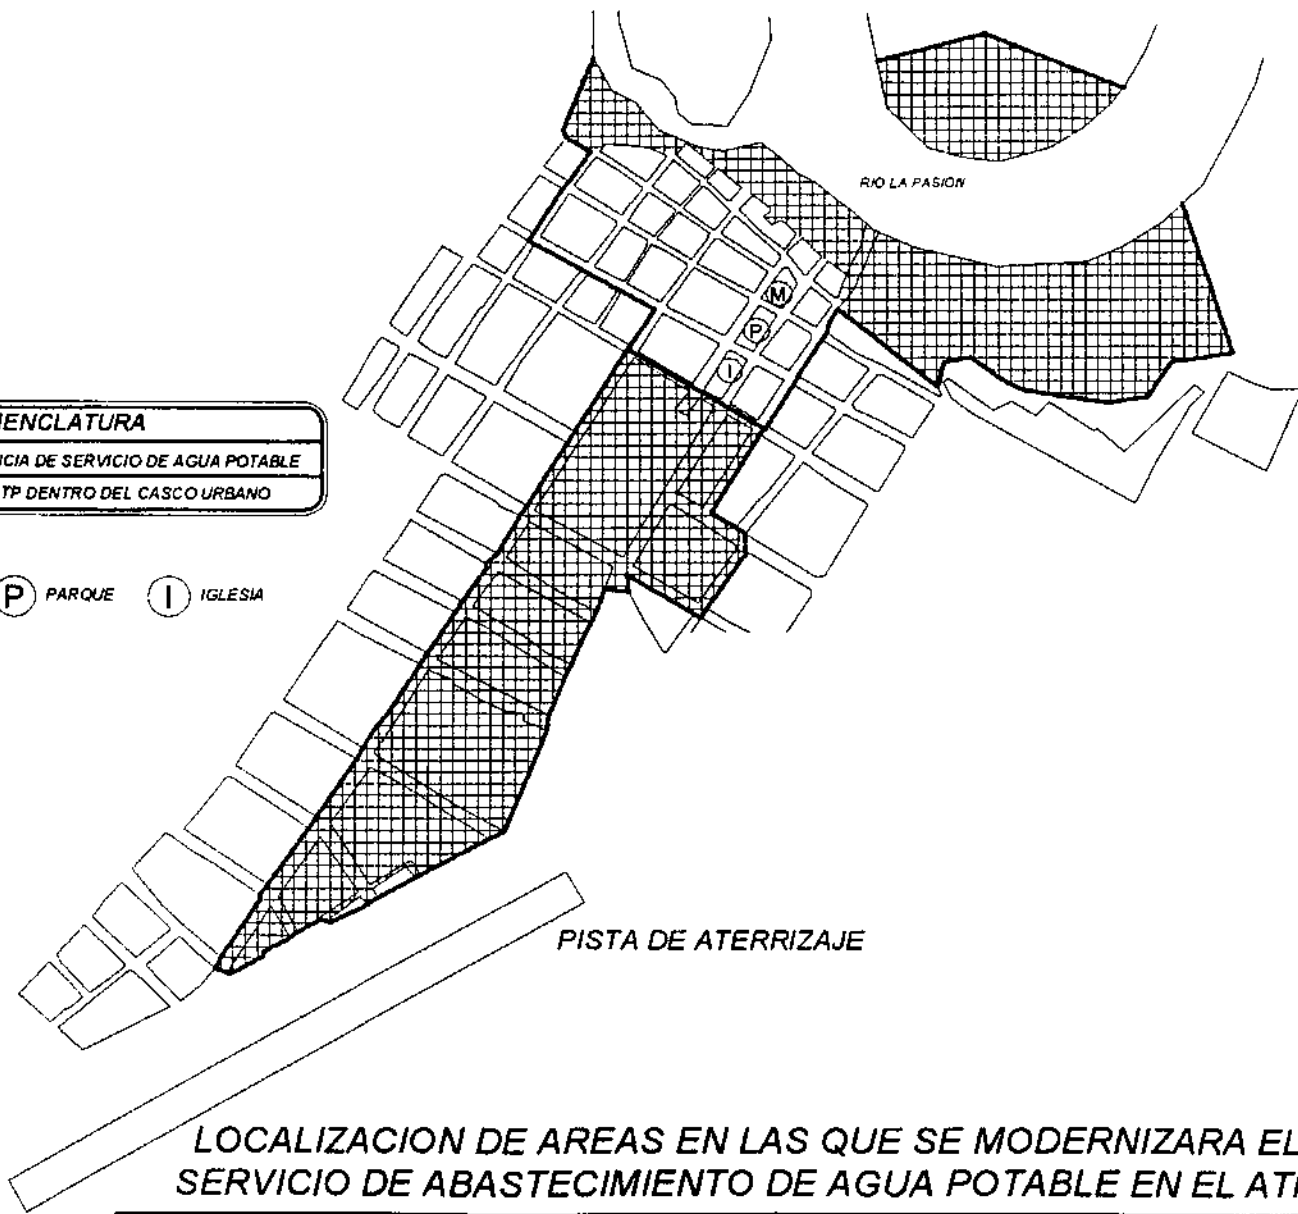 RIO LA PASION
M
P
I
ENCLATURA
CIA DE SERVICIO DE AGUA POTABLE
TP DENTRO DEL CASCO URBANO
P PARQUE I IGLESIA
PISTA DE ATERRIZAJE
LOCALIZACION DE AREAS EN LAS QUE SE MODERNIZARA EL
SERVICIO DE ABASTECIMIENTO DE AGUA POTABLE EN EL